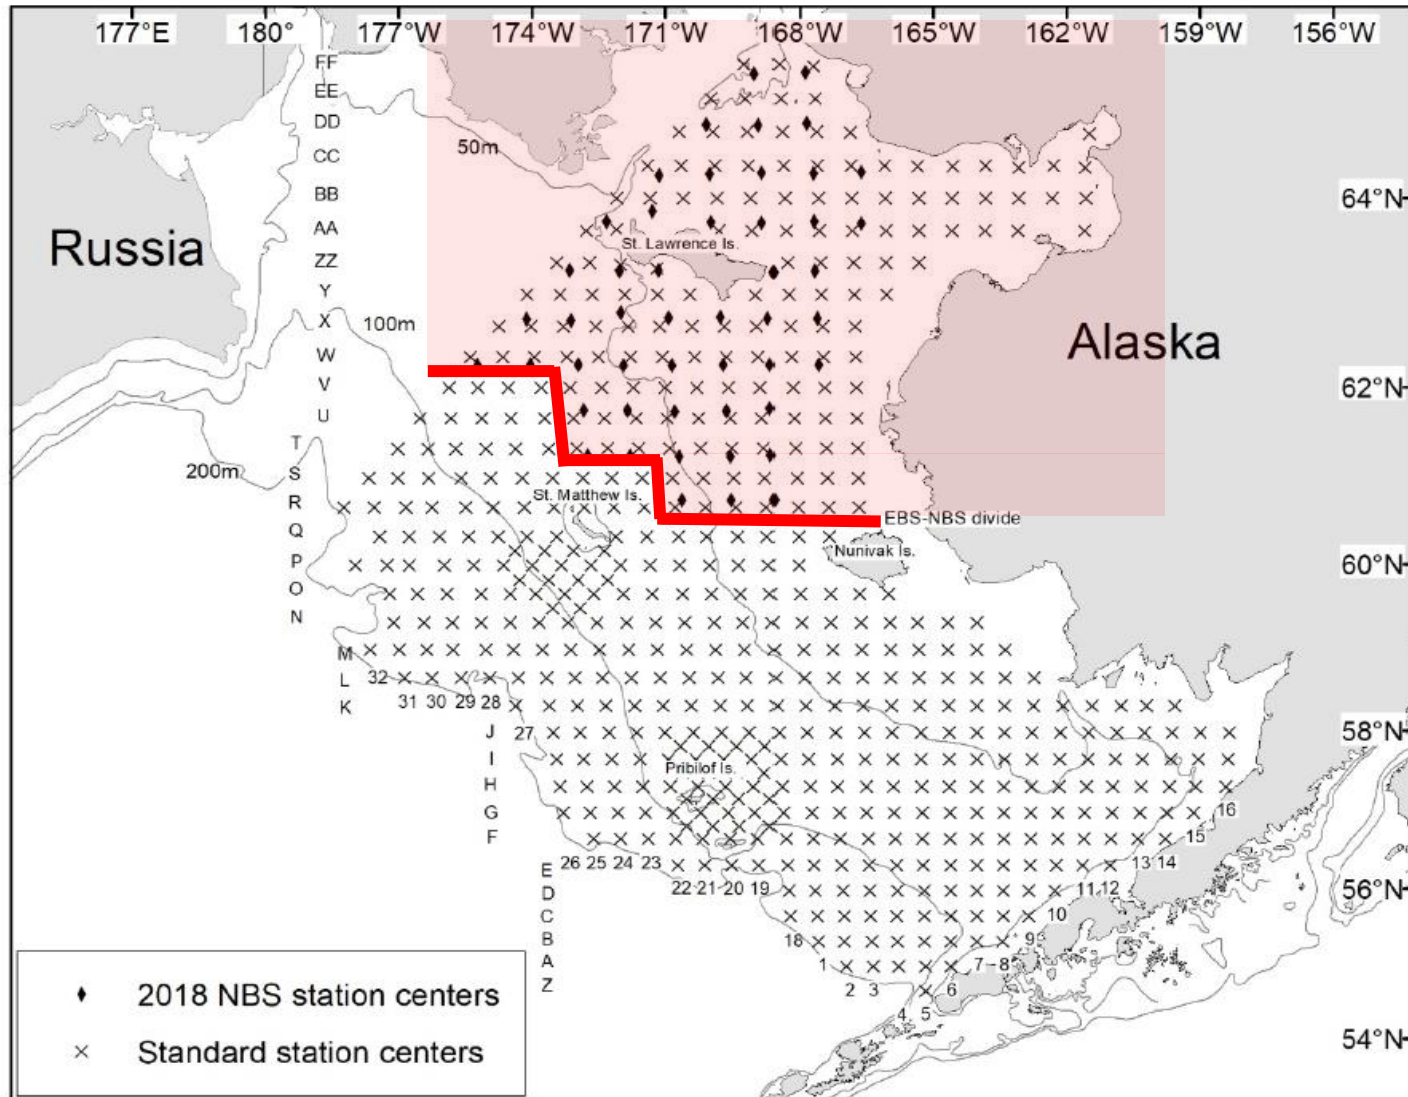 177°E 180° 177°W 174°W 171°W 168°W 165°W 162°W 159°W 156°W
FF
EE
DD
50m
CC
BB
64°N
AA
Russia
St. Lawrence Is.
ZZ
Y
X
100m
Alaska
W
V
62°N
U
T
200m
S
St. Matthew Is.
R
EBS-NBS divide
Q
Nunivak Is.
P
60°N
O
N
M
L
32
K
31 30 29 28
J
27
58°N
I
Pribilof Is.
H
G
16
F
15
26 25 24 23
13 14
E
22 21 20 19
11 12
56°N
D
C
10
B
18
9
A
1
7 8
Z
2 3
6
4 5
54°N
2018 NBS station centers
Standard station centers